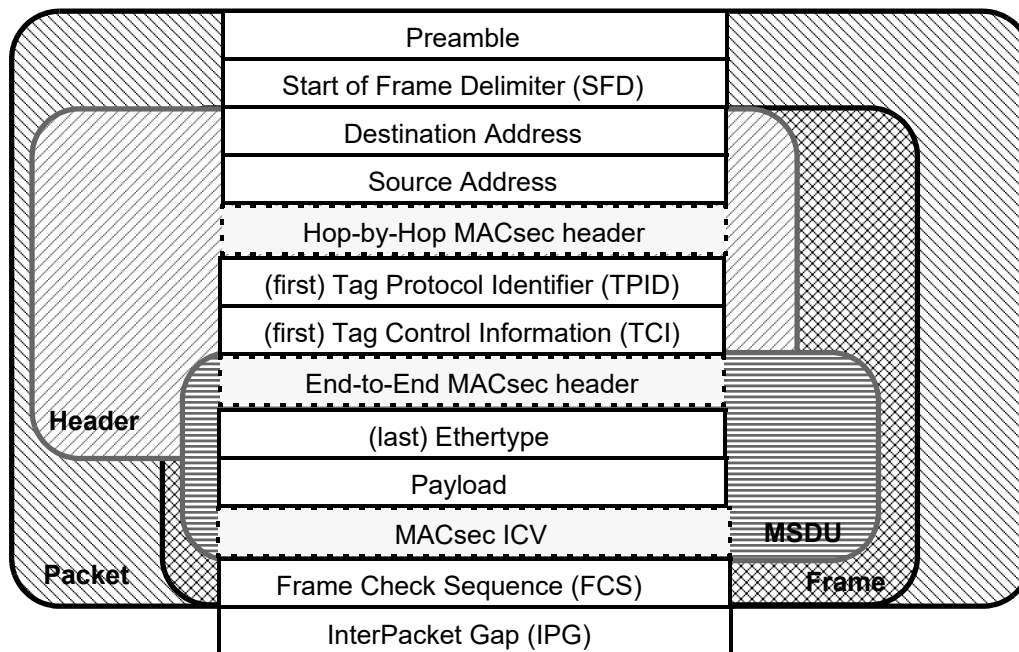 Preamble
Start of Frame Delimiter (SFD)
Destination Address
Source Address
Hop-by-Hop MACsec header
(first) Tag Protocol Identifier (TPID)
(first) Tag Control Information (TCI)
End-to-End MACsec header
Header
(last) Ethertype
Payload
MACsec ICV
MSDU
Packet
Frame Check Sequence (FCS)
Frame
InterPacket Gap (IPG)